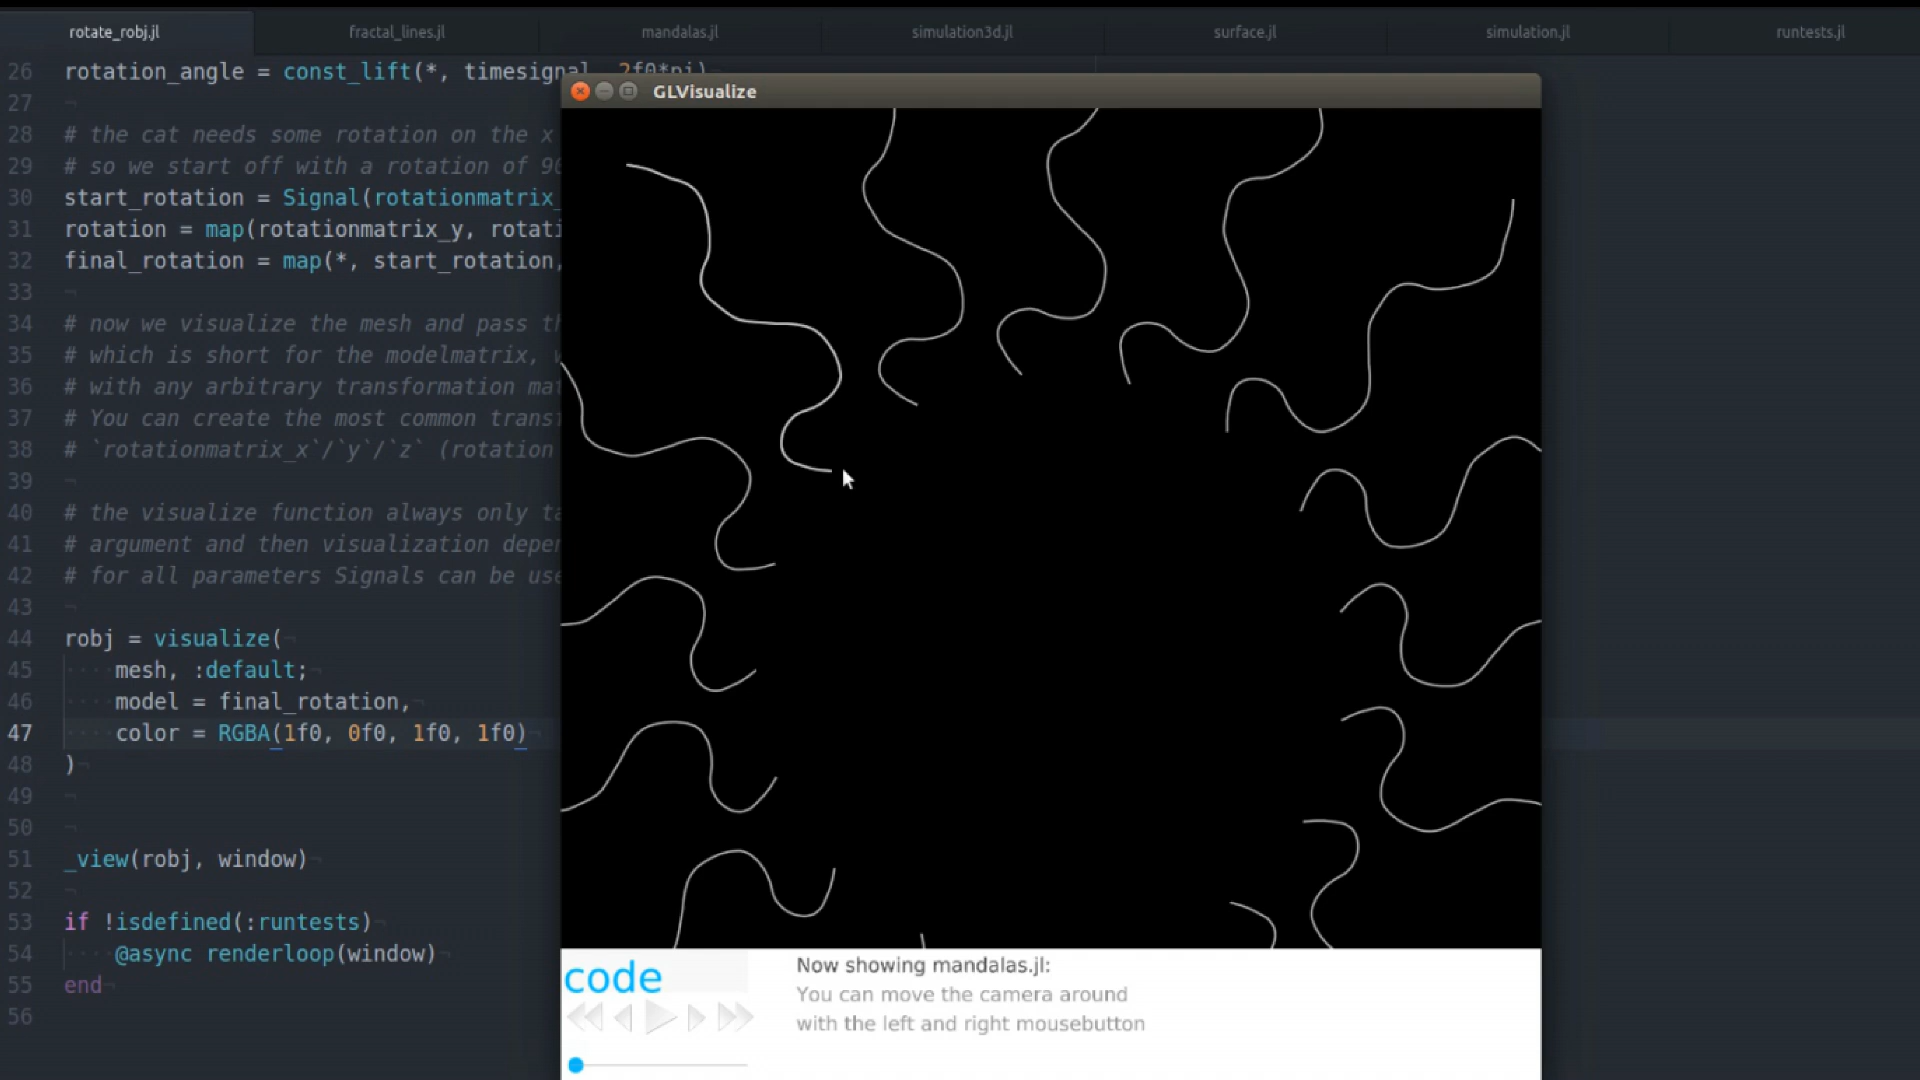 rotate_robj.jl fractal_lines.jl mandalas.jl simulation3d.jl surface.jl simulation.jl runtests.jl
26 rotation_angle = const_lift(*, timesignal, 2f0*pi)
GLVisualize
27
28 # the cat needs some rotation on the x
29 # so we start off with a rotation of 90
30 start_rotation = Signal(rotationmatrix_
31 rotation = map(rotationmatrix_y, rotati
32 final_rotation = map(*, start_rotation,
33
34 # now we visualize the mesh and pass th
35 # which is short for the modelmatrix, w
36 # with any arbitrary transformation mat
37 # You can create the most common transf
38 # `rotationmatrix_x`/`y`/`z` (rotation
39
40 # the visualize function always only ta
41 # argument and then visualization depen
42 # for all parameters Signals can be use
43
44 robj = visualize(
45 mesh, :default;
46 model = final_rotation,
47 color = RGBA(1f0, 0f0, 1f0, 1f0)
48 )
49
50
51 _view(robj, window)
52
53 if !isdefined(:runtests)
54 @async renderloop(window)
55 end
56
code
Now showing mandalas.jl:
You can move the camera around
with the left and right mousebutton